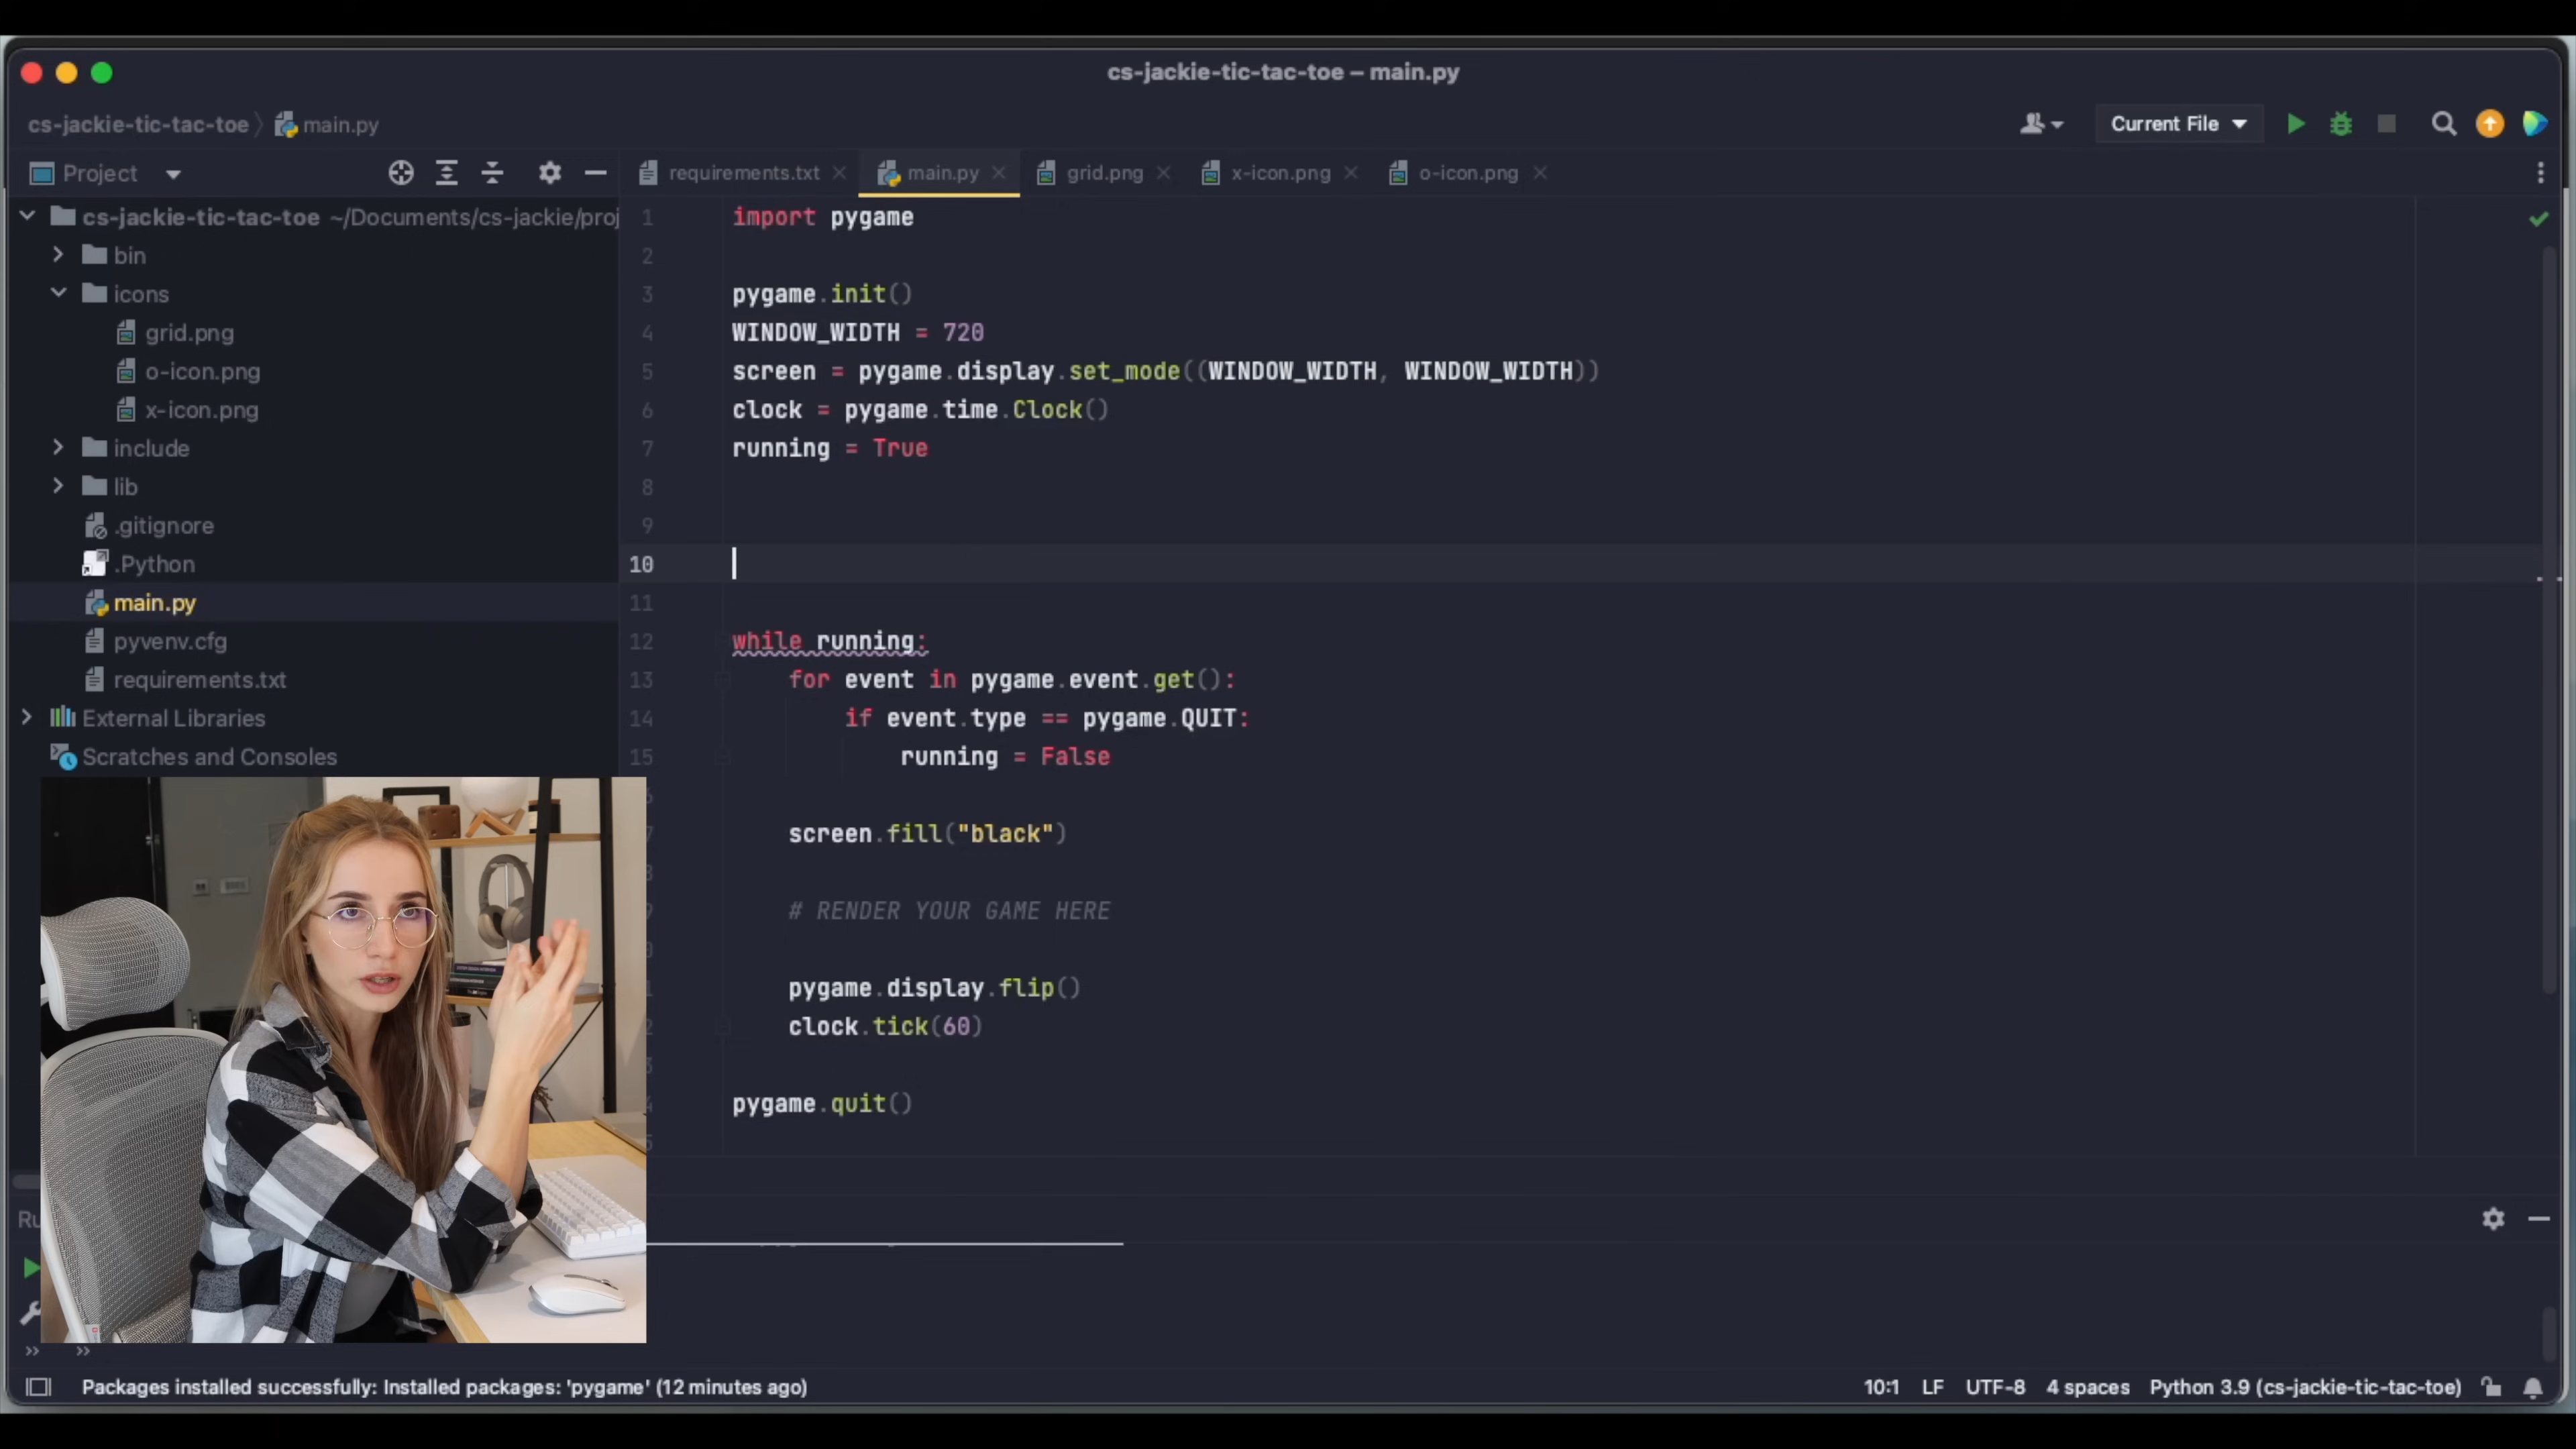 cs-jackie-tic-tac-toe – main.py
cs-jackie-tic-tac-toe main.py
Current File
Project
requirements.txt main.py grid.png x-icon.png o-icon.png
cs-jackie-tic-tac-toe ~/Documents/cs-jackie/proj
bin
icons
grid.png
o-icon.png
x-icon.png
include
lib
.gitignore
.Python
main.py
pyvenv.cfg
requirements.txt
External Libraries
Scratches and Consoles
1 import pygame
2
3 pygame.init()
4 WINDOW_WIDTH = 720
5 screen = pygame.display.set_mode((WINDOW_WIDTH, WINDOW_WIDTH))
6 clock = pygame.time.Clock()
7 running = True
8
9
10
11
12 while running:
13 for event in pygame.event.get():
14 if event.type == pygame.QUIT:
15 running = False
screen.fill("black")
# RENDER YOUR GAME HERE
pygame.display.flip()
clock.tick(60)
pygame.quit()
Packages installed successfully: Installed packages: 'pygame' (12 minutes ago)
10:1 LF UTF-8 4 spaces Python 3.9 (cs-jackie-tic-tac-toe)